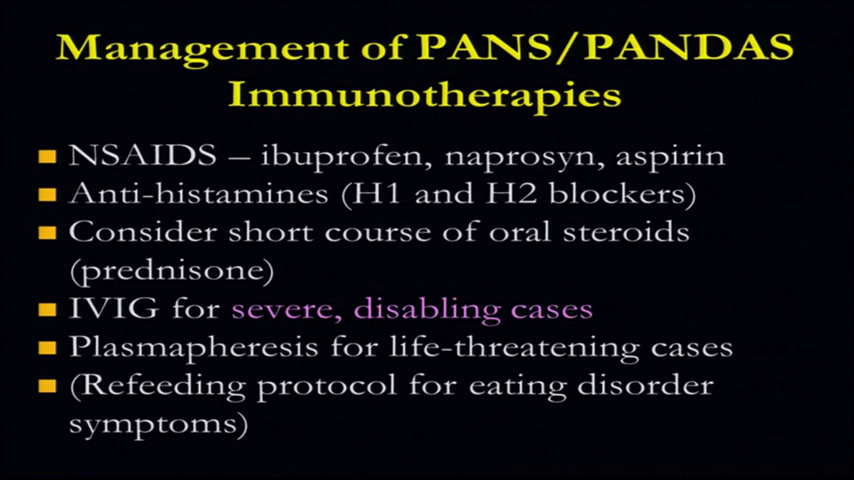 Management of PANS/PANDAS
Immunotherapies
■ NSAIDS – ibuprofen, naprosyn, aspirin
■ Anti-histamines (H1 and H2 blockers)
■ Consider short course of oral steroids
(prednisone)
■ IVIG for severe, disabling cases
■ Plasmapheresis for life-threatening cases
■ (Refeeding protocol for eating disorder
symptoms)